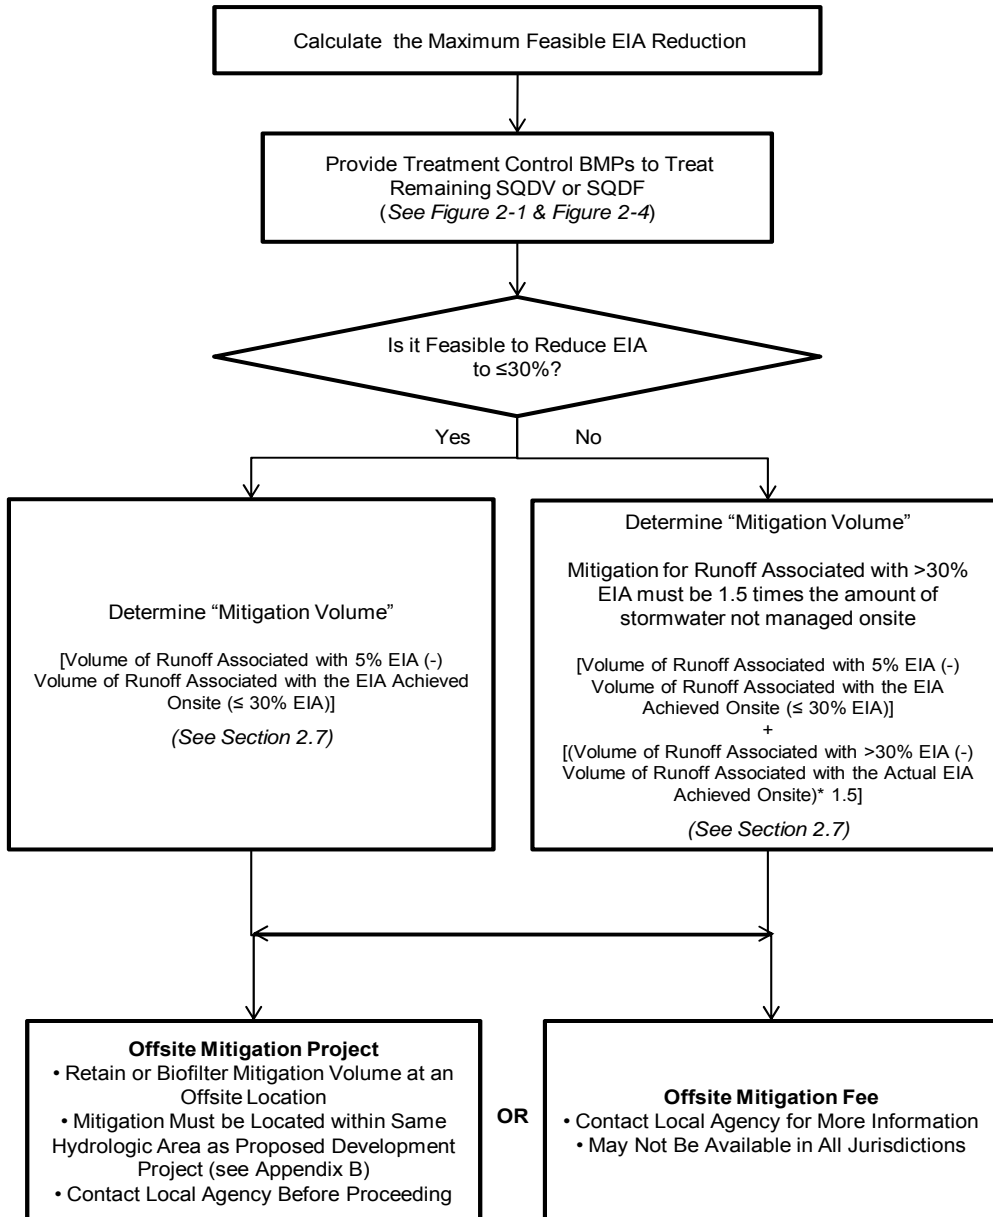 Calculate the Maximum Feasible EIA Reduction
Provide Treatment Control BMPs to Treat
Remaining SQDV or SQDF
(See Figure 2-1 & Figure 2-4)
Is it Feasible to Reduce EIA
to ≤30%?
Yes
No
Determine “Mitigation Volume”
[Volume of Runoff Associated with 5% EIA (-)
Volume of Runoff Associated with the EIA Achieved
Onsite (≤ 30% EIA)]
(See Section 2.7)
Determine “Mitigation Volume”
Mitigation for Runoff Associated with >30%
EIA must be 1.5 times the amount of
stormwater not managed onsite
[Volume of Runoff Associated with 5% EIA (-)
Volume of Runoff Associated with the EIA
Achieved Onsite (≤ 30% EIA)]
+
[(Volume of Runoff Associated with >30% EIA (-)
Volume of Runoff Associated with the Actual EIA
Achieved Onsite)* 1.5]
(See Section 2.7)
Offsite Mitigation Project
• Retain or Biofilter Mitigation Volume at an
Offsite Location
• Mitigation Must be Located within Same
Hydrologic Area as Proposed Development
Project (see Appendix B)
• Contact Local Agency Before Proceeding
OR
Offsite Mitigation Fee
• Contact Local Agency for More Information
• May Not Be Available in All Jurisdictions